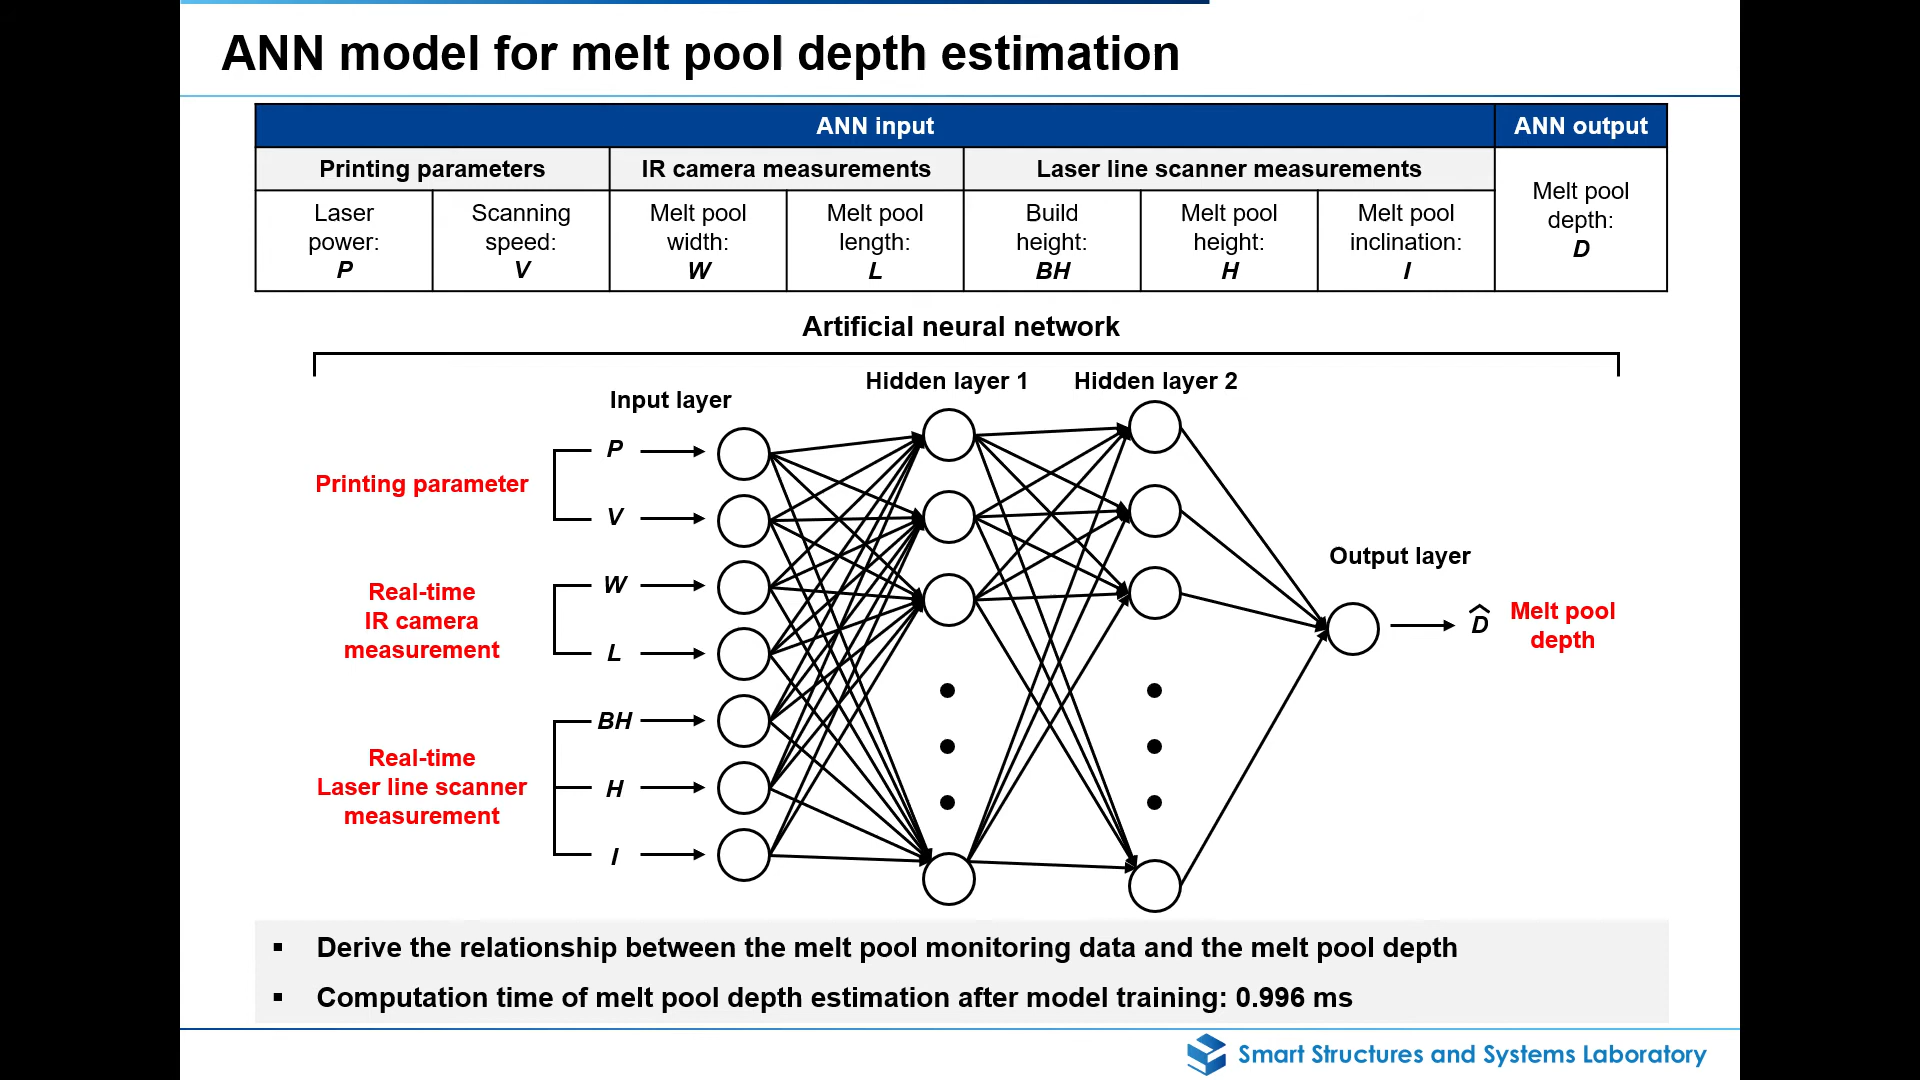 ANN model for melt pool depth estimation
ANN input
ANN output
Printing parameters
IR camera measurements
Laser line scanner measurements
Laser
power:
P
Scanning
speed:
V
Melt pool
width:
W
Melt pool
length:
L
Build
height:
BH
Melt pool
height:
H
Melt pool
inclination:
I
Melt pool
depth:
D
Artificial neural network
Input layer
Hidden layer 1
Hidden layer 2
Output layer
Printing parameter
P
V
Real-time
IR camera
measurement
W
L
Real-time
Laser line scanner
measurement
BH
H
I
D̂
Melt pool
depth
▪ Derive the relationship between the melt pool monitoring data and the melt pool depth
▪ Computation time of melt pool depth estimation after model training: 0.996 ms
Smart Structures and Systems Laboratory